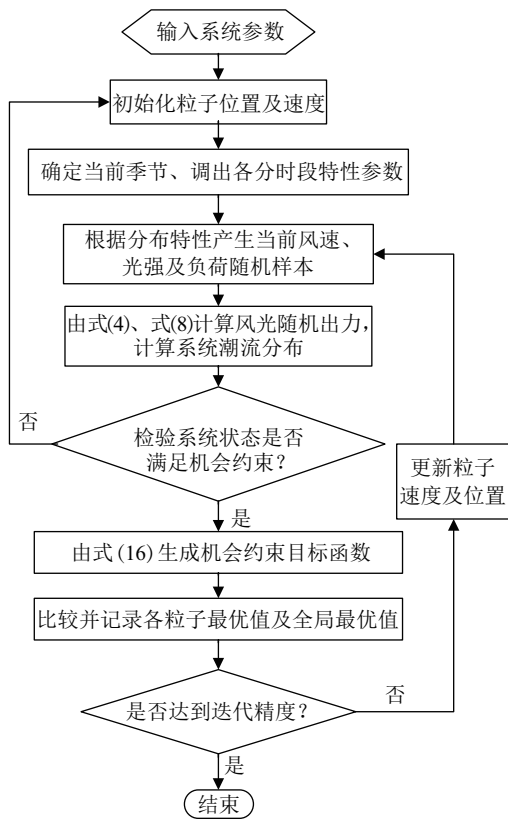 输入系统参数
初始化粒子位置及速度
确定当前季节、调出各分时段特性参数
根据分布特性产生当前风速、
光强及负荷随机样本
由式(4)、式(8)计算风光随机出力,
计算系统潮流分布
否
检验系统状态是否
满足机会约束?
更新粒子
速度及位置
是
由式(16)生成机会约束目标函数
比较并记录各粒子最优值及全局最优值
否
是否达到迭代精度?
是
结束